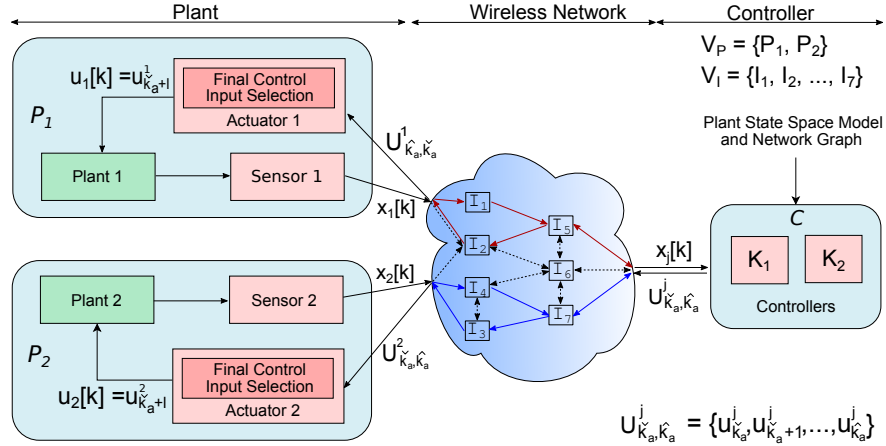 Plant
Wireless Network
Controller
V_P = {P_1, P_2}
V_I = {I_1, I_2, ..., I_7}
Plant State Space Model
and Network Graph
P_1
u_1[k] =u^1_{ǩ_a+l}
Final Control
Input Selection
Actuator 1
Plant 1
Sensor 1
U^1_{k̂_a,ǩ_a}
x_1[k]
I_1
I_2
I_5
I_6
I_4
I_7
I_3
x_j[k]
U^j_{ǩ_a,k̂_a}
C
K_1
K_2
Controllers
x_2[k]
U^2_{ǩ_a,k̂_a}
Plant 2
Sensor 2
P_2
Final Control
Input Selection
Actuator 2
u_2[k] =u^2_{ǩ_a+l}
U^j_{ǩ_a,k̂_a} = {u^j_{ǩ_a},u^j_{ǩ_a+1},...,u^j_{k̂_a}}